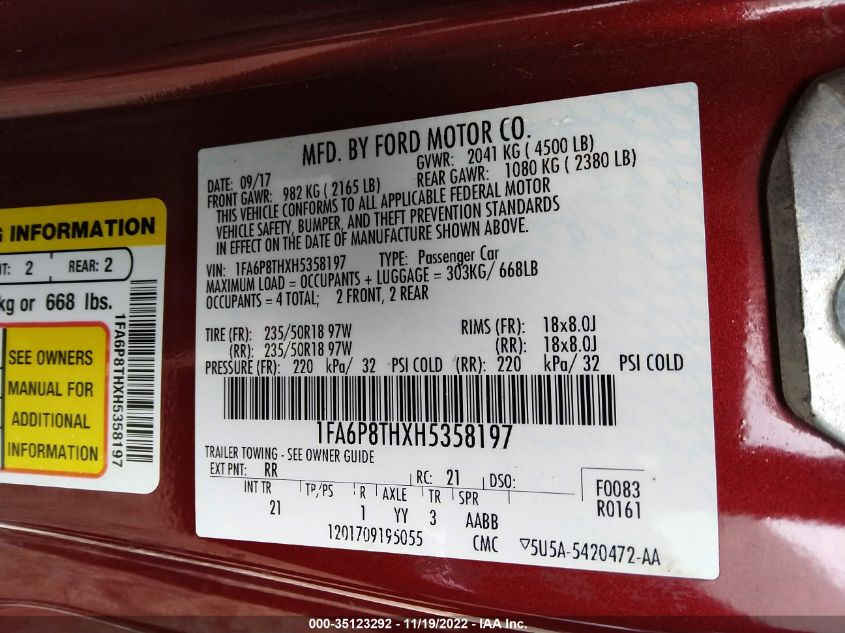 G INFORMATION
2
REAR: 2
kg or 668 lbs.
SEE OWNERS
MANUAL FOR
ADDITIONAL
INFORMATION
1FA6P8THXH5358197
MFD. BY FORD MOTOR CO.
DATE: 09/17 GVWR: 2041 KG ( 4500 LB)
FRONT GAWR: 982 KG ( 2165 LB) REAR GAWR: 1080 KG ( 2380 LB)
THIS VEHICLE CONFORMS TO ALL APPLICABLE FEDERAL MOTOR
VEHICLE SAFETY, BUMPER, AND THEFT PREVENTION STANDARDS
IN EFFECT ON THE DATE OF MANUFACTURE SHOWN ABOVE.
VIN: 1FA6P8THXH5358197 TYPE: Passenger Car
MAXIMUM LOAD = OCCUPANTS + LUGGAGE = 303KG/ 668LB
OCCUPANTS = 4 TOTAL; 2 FRONT, 2 REAR
TIRE (FR): 235/50R18 97W RIMS (FR): 18x8.0J
(RR): 235/50R18 97W (RR): 18x8.0J
PRESSURE (FR): 220 kPa/ 32 PSI COLD (RR): 220 kPa/ 32 PSI COLD
1FA6P8THXH5358197
TRAILER TOWING - SEE OWNER GUIDE
EXT PNT: RR RC: 21 DSO: F0083
INT TR TP/PS R AXLE TR SPR R0161
21 1 YY 3 AABB
1201709195055 CMC ▽5U5A-5420472-AA
000-35123292 - 11/19/2022 - IAA Inc.